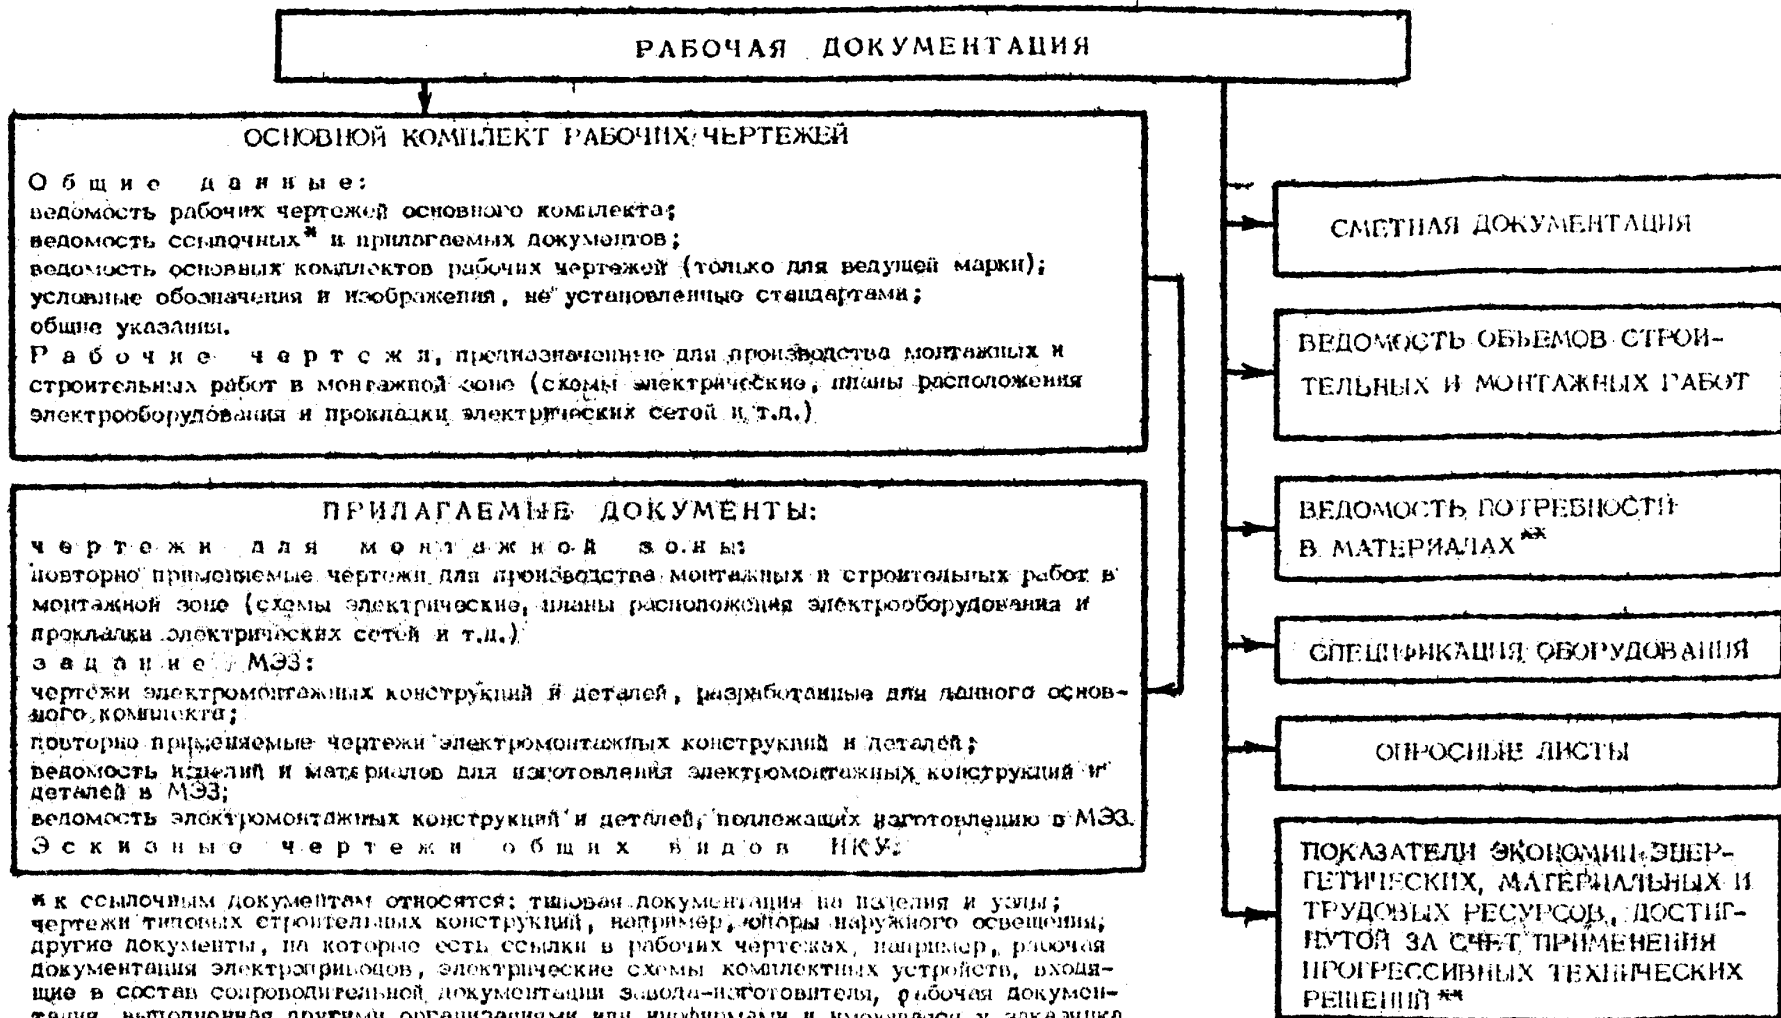 РАБОЧАЯ ДОКУМЕНТАЦИЯ
ОСНОВНОЙ КОМПЛЕКТ РАБОЧИХ ЧЕРТЕЖЕЙ
Общие данные:
ведомость рабочих чертежей основного комплекта;
ведомость ссылочных* и прилагаемых документов;
ведомость основных комплектов рабочих чертежей (только для ведущей марки);
условные обозначения и изображения, не установленные стандартами;
общие указания.
Рабочие чертежи, предназначенные для производства монтажных и
строительных работ в монтажной зоне (схемы электрические, планы расположения
электрооборудования и прокладки электрических сетей и т.д.)
ПРИЛАГАЕМЫЕ ДОКУМЕНТЫ:
чертежи для монтажной зоны:
повторно применяемые чертежи для производства монтажных и строительных работ в
монтажной зоне (схемы электрические, планы расположения электрооборудования и
прокладки электрических сетей и т.д.)
задание МЭЗ:
чертежи электромонтажных конструкций и деталей, разработанные для данного основ-
ного комплекта;
повторно применяемые чертежи электромонтажных конструкций и деталей;
ведомость изделий и материалов для изготовления электромонтажных конструкций и
деталей в МЭЗ;
ведомость электромонтажных конструкций и деталей, подлежащих изготовлению в МЭЗ.
Эскизные чертежи общих видов НКУ.
* к ссылочным документам относятся: типовая документация на изделия и узлы;
чертежи типовых строительных конструкций, например, опоры наружного освещения;
другие документы, на которые есть ссылки в рабочих чертежах, например, рабочая
документация электроприводов, электрические схемы комплектных устройств, входя-
щие в состав сопроводительной документации завода-изготовителя, рабочая докумен-
тация, выполненная другими организациями или инофирмами и имеющаяся у заказчика
СМЕТНАЯ ДОКУМЕНТАЦИЯ
ВЕДОМОСТЬ ОБЪЕМОВ СТРОИ-
ТЕЛЬНЫХ И МОНТАЖНЫХ РАБОТ
ВЕДОМОСТЬ ПОТРЕБНОСТИ
В МАТЕРИАЛАХ**
СПЕЦИФИКАЦИЯ ОБОРУДОВАНИЯ
ОПРОСНЫЕ ЛИСТЫ
ПОКАЗАТЕЛИ ЭКОНОМИИ ЭНЕР-
ГЕТИЧЕСКИХ, МАТЕРИАЛЬНЫХ И
ТРУДОВЫХ РЕСУРСОВ, ДОСТИГ-
НУТОЙ ЗА СЧЕТ ПРИМЕНЕНИЯ
ПРОГРЕССИВНЫХ ТЕХНИЧЕСКИХ
РЕШЕНИЙ**